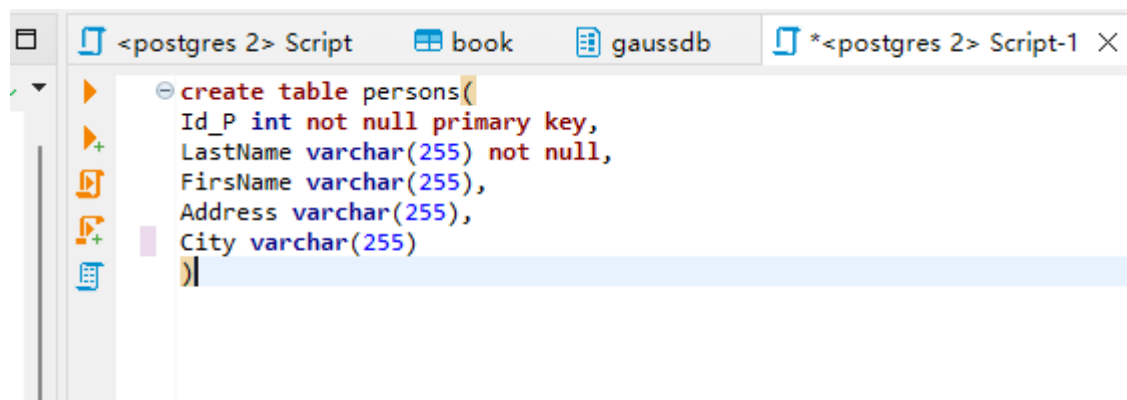 <postgres 2> Script book gaussdb *<postgres 2> Script-1
create table persons(
Id_P int not null primary key,
LastName varchar(255) not null,
FirsName varchar(255),
Address varchar(255),
City varchar(255)
)